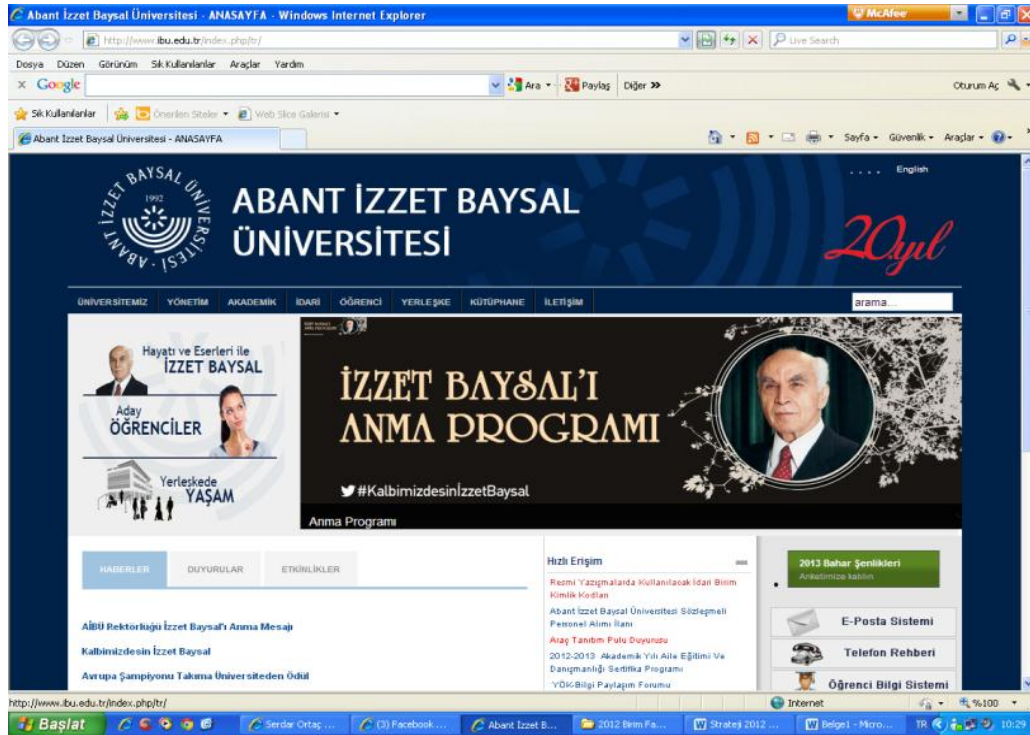 Abant İzzet Baysal Üniversitesi - ANASAYFA - Windows Internet Explorer
McAfee
http://www.ibu.edu.tr/index.php/tr/
Live Search
Dosya Düzen Görünüm Sık Kullanılanlar Araçlar Yardım
x Google
Ara
Paylaş
Diğer »
Oturum Aç
Sık Kullanılanlar
Önerilen Siteler
Web Slice Galerisi
Abant İzzet Baysal Üniversitesi - ANASAYFA
Sayfa Güvenlik Araçlar
ABANT İZZET BAYSAL ÜNİVERSİTESİ
1992
ABANT İZZET BAYSAL
ÜNİVERSİTESİ
.... English
20.yıl
ÜNİVERSİTEMİZ YÖNETİM AKADEMİK İDARİ ÖĞRENCİ YERLEŞKE KÜTÜPHANE İLETİŞİM
arama...
Hayatı ve Eserleri ile
İZZET BAYSAL
Aday
ÖĞRENCİLER
Yerleskede
YAŞAM
İZZET BAYSAL'I
ANMA PROGRAMI
#KalbimizdesinİzzetBaysal
Anma Programı
HABERLER DUYURULAR ETKİNLİKLER
AİBÜ Rektörlüğü İzzet Baysal'ı Anma Mesajı
Kalbimizdesin İzzet Baysal
Avrupa Şampiyonu Takıma Üniversiteden Ödül
Hızlı Erişim
Resmi Yazışmalarda Kullanılacak İdari Birim
Kimlik Kodları
Abant İzzet Baysal Üniversitesi Sözleşmeli
Personel Alımı İlanı
Araç Tanıtım Pulu Duyurusu
2012-2013 Akademik Yılı Aile Eğitimi Ve
Danışmanlığı Sertifika Programı
YÖK-Bilgi Paylaşım Forumu
2013 Bahar Şenlikleri
Anketimize katılın
E-Posta Sistemi
Telefon Rehberi
Öğrenci Bilgi Sistemi
http://www.ibu.edu.tr/index.php/tr/
Internet
%100
Başlat
Serdar Ortaç ...
(3) Facebook...
Abant İzzet B...
2012 Birim Fa...
Strateji 2012 ...
Belge1 - Micro...
TR
10:29